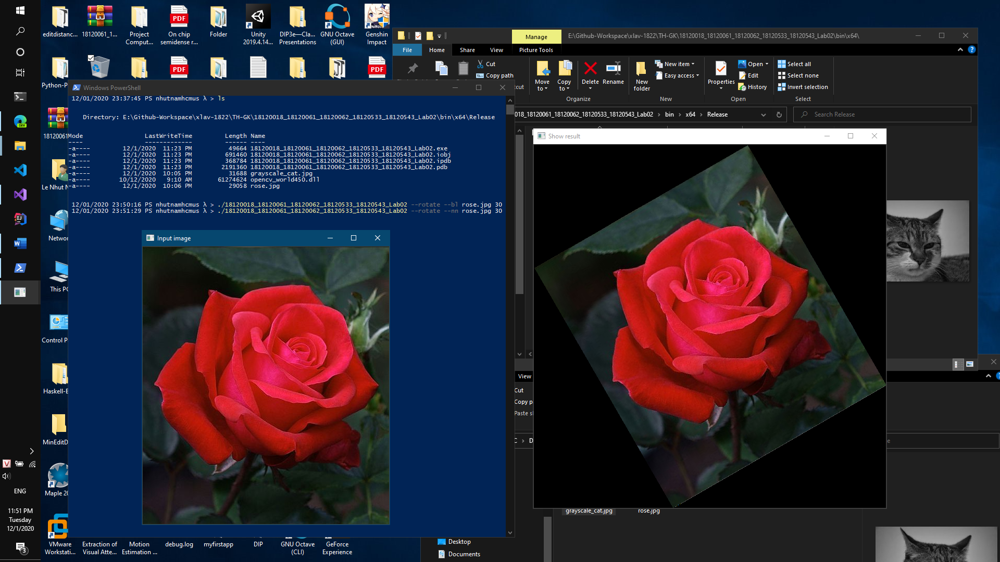 editdistanc...
18120061_1...
Project Comput...
On chip semidense r...
Folder
Unity 2019.4.14...
DIP3e—Cla... Presentations
GNU Octave (GUI)
Genshin Impact
Python-P
18120061
Le Nhut N
Networ
This PC
Control P
Haskell-E
MinEditD
Maple 20
VMware Workstati...
Extraction of Visual Atte...
Motion Estimation ...
debug.log
myfirstapp
DIP
GNU Octave (CLI)
GeForce Experience
ENG
11:51 PM
Tuesday
12/1/2020
3
Windows PowerShell
12/01/2020 23:37:45 PS nhutnamhcmus λ > ls
Directory: E:\Github-Workspace\xlav-1822\TH-GK\18120018_18120061_18120062_18120533_18120543_Lab02\bin\x64\Release
Mode LastWriteTime Length Name
---- ------------- ------ ----
-a---- 12/1/2020 11:23 PM 49664 18120018_18120061_18120062_18120533_18120543_Lab02.exe
-a---- 12/1/2020 11:23 PM 691460 18120018_18120061_18120062_18120533_18120543_Lab02.iobj
-a---- 12/1/2020 11:23 PM 368784 18120018_18120061_18120062_18120533_18120543_Lab02.ipdb
-a---- 12/1/2020 11:23 PM 2191360 18120018_18120061_18120062_18120533_18120543_Lab02.pdb
-a---- 12/1/2020 10:05 PM 31688 grayscale_cat.jpg
-a---- 10/12/2020 9:10 AM 61274624 opencv_world450.dll
-a---- 12/1/2020 10:06 PM 29058 rose.jpg
12/01/2020 23:50:16 PS nhutnamhcmus λ > ./18120018_18120061_18120062_18120533_18120543_Lab02 --rotate --bl rose.jpg 30
12/01/2020 23:51:29 PS nhutnamhcmus λ > ./18120018_18120061_18120062_18120533_18120543_Lab02 --rotate --nn rose.jpg 30
Input image
Manage
E:\Github-Workspace\xlav-1822\TH-GK\18120018_18120061_18120062_18120533_18120543_Lab02\bin\x64\
File Home Share View Picture Tools
Cut
Copy path
cut
Move to
Copy to
Delete
Rename
Organize
New folder
New item
Easy access
New
Properties
Open
Edit
History
Open
Select all
Select none
Invert selection
Select
018_18120061_18120062_18120533_18120543_Lab02 › bin › x64 › Release
Search Release
Show result
View
Cut
Copy pa
Paste sl
C › D
e
grayscale_cat.jpg
rose.jpg
Desktop
Documents